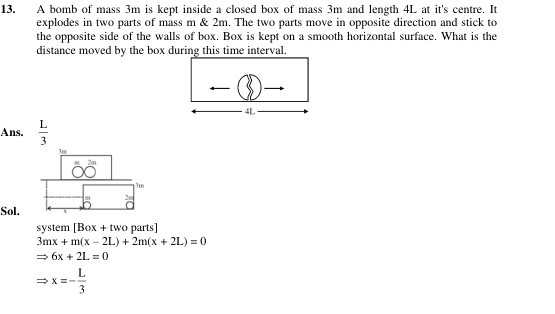 13. A bomb of mass 3m is kept inside a closed box of mass 3m and length 4L at it's centre. It
explodes in two parts of mass m & 2m. The two parts move in opposite direction and stick to
the opposite side of the walls of box. Box is kept on a smooth horizontal surface. What is the
distance moved by the box during this time interval.
4L
Ans. L/3
3m
m 2m
3m
m 2m
x
Sol.
system [Box + two parts]
3mx + m(x – 2L) + 2m(x + 2L) = 0
⇒ 6x + 2L = 0
⇒ x = – L/3